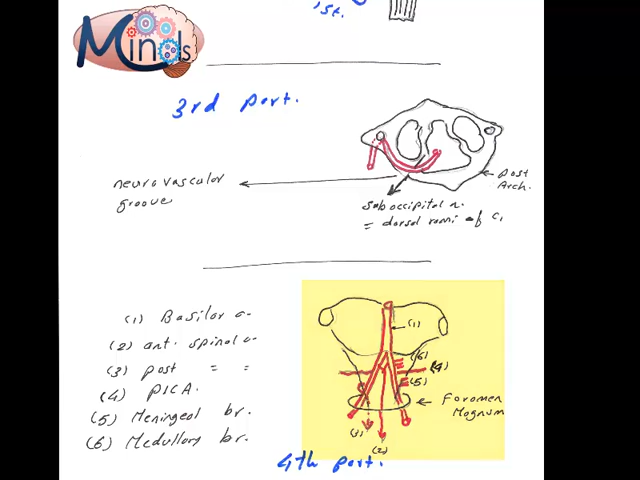 1st.
Minds
3rd part.
neurovascular
groove
post
Arch.
suboccipital n.
= dorsal rami of C1
(1) Basilar a.
(2) ant. spinal a.
(3) post = =
(4) PICA.
(5) Meningeal br.
(6) Medullary br.
(1)
(6)
(4)
(5)
Foramen
Magnum
(3)
(2)
4th part.